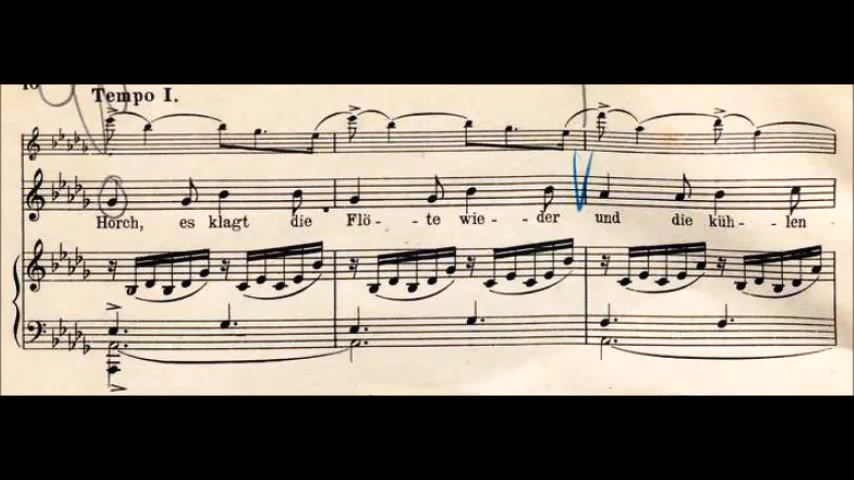 Tempo I.
Horch, es klagt die Flö - - te wie - - der und die küh - - len